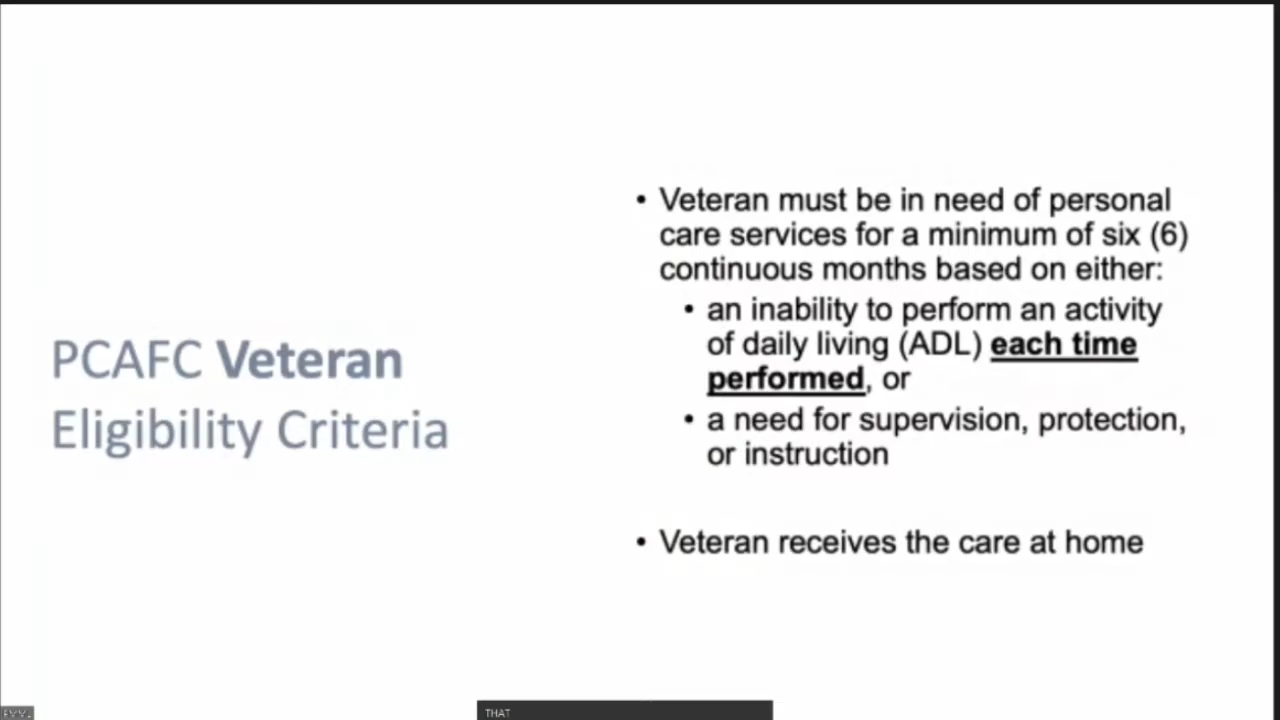 PCAFC Veteran
Eligibility Criteria
• Veteran must be in need of personal
care services for a minimum of six (6)
continuous months based on either:
• an inability to perform an activity
of daily living (ADL) each time
performed, or
• a need for supervision, protection,
or instruction
• Veteran receives the care at home
THAT